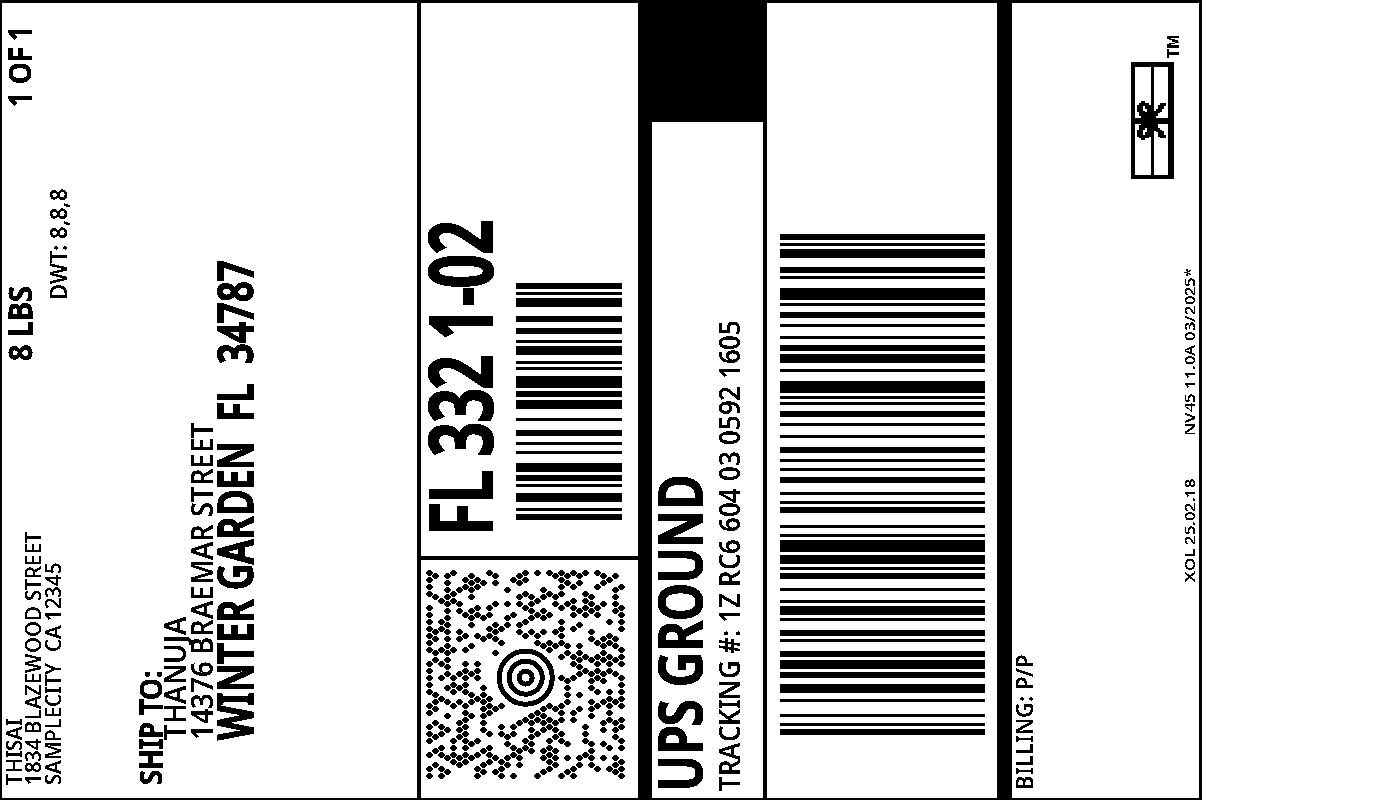 THISAI
1834 BLAZEWOOD STREET
SAMPLECITY CA 12345
8 LBS
1 OF 1
DWT: 8,8,8
SHIP TO:
THANUJA
14376 BRAEMAR STREET
WINTER GARDEN FL 34787
FL 332 1-02
UPS GROUND
TRACKING #: 1Z RC6 604 03 0592 1605
BILLING: P/P
XOL 25.02.18 NV45 11.0A 03/2025*
TM